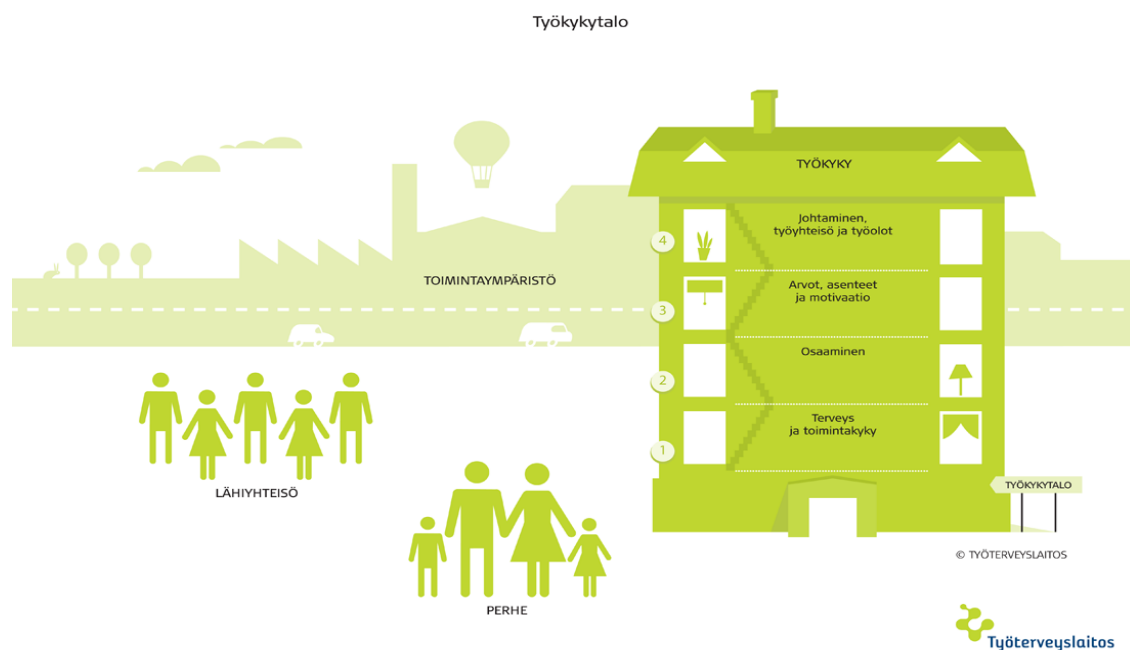 Työkykytalo
TYÖKYKY
4
Johtaminen,
työyhteisö ja työolot
TOIMINTAYMPÄRISTÖ
3
Arvot, asenteet
ja motivaatio
2
Osaaminen
1
Terveys
ja toimintakyky
LÄHIYHTEISÖ
TYÖKYKYTALO
© TYÖTERVEYSLAITOS
PERHE
Työterveyslaitos